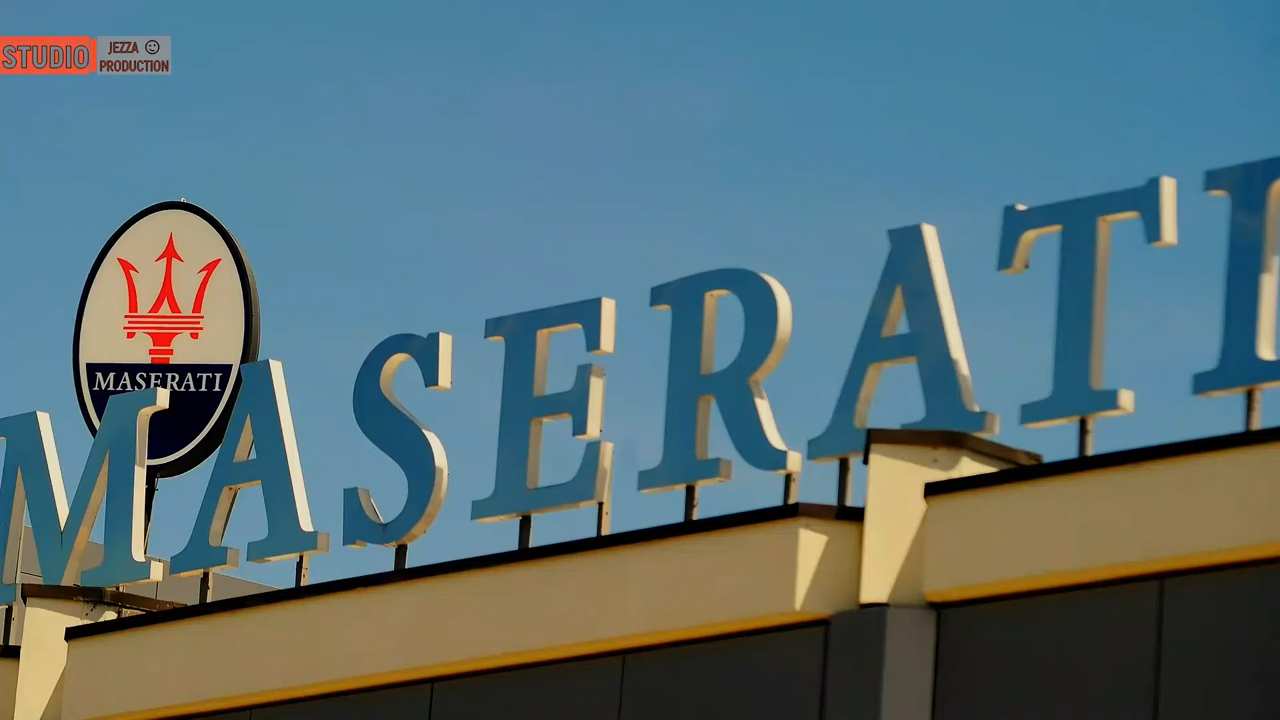 STUDIO
JEZZA
PRODUCTION
MASERATI
MASERATI